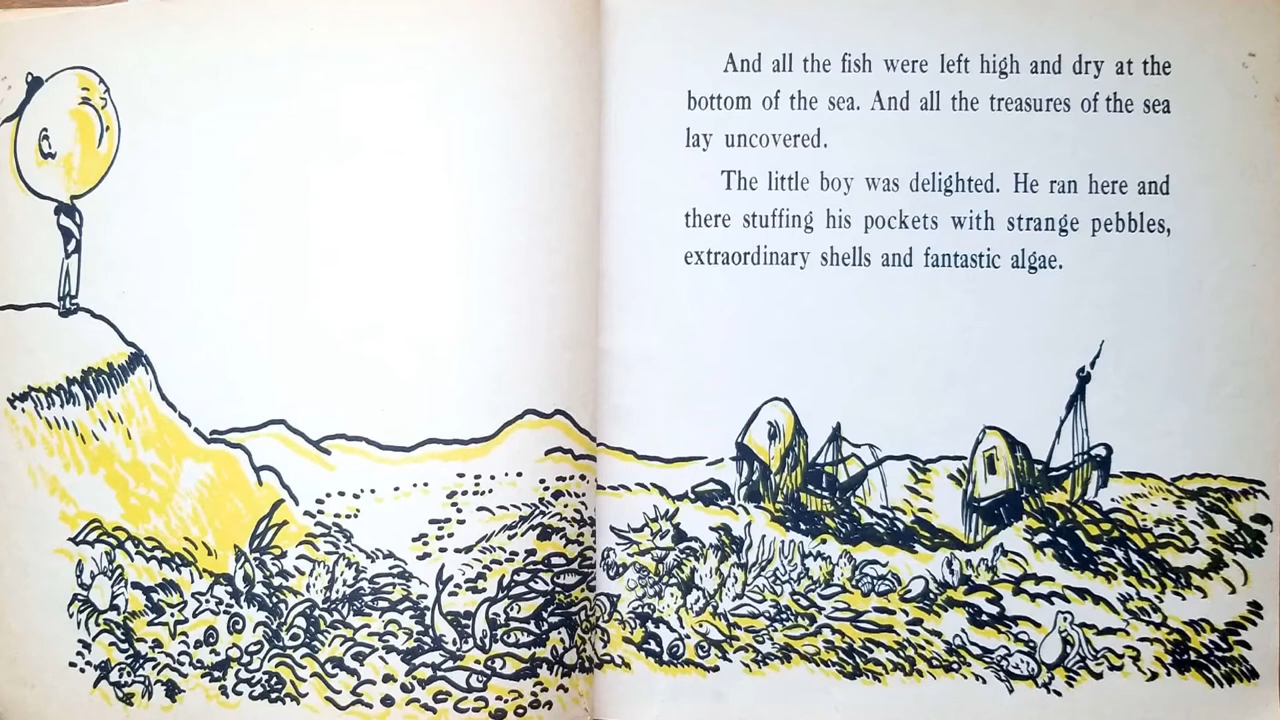 And all the fish were left high and dry at the
bottom of the sea. And all the treasures of the sea
lay uncovered.
The little boy was delighted. He ran here and
there stuffing his pockets with strange pebbles,
extraordinary shells and fantastic algae.